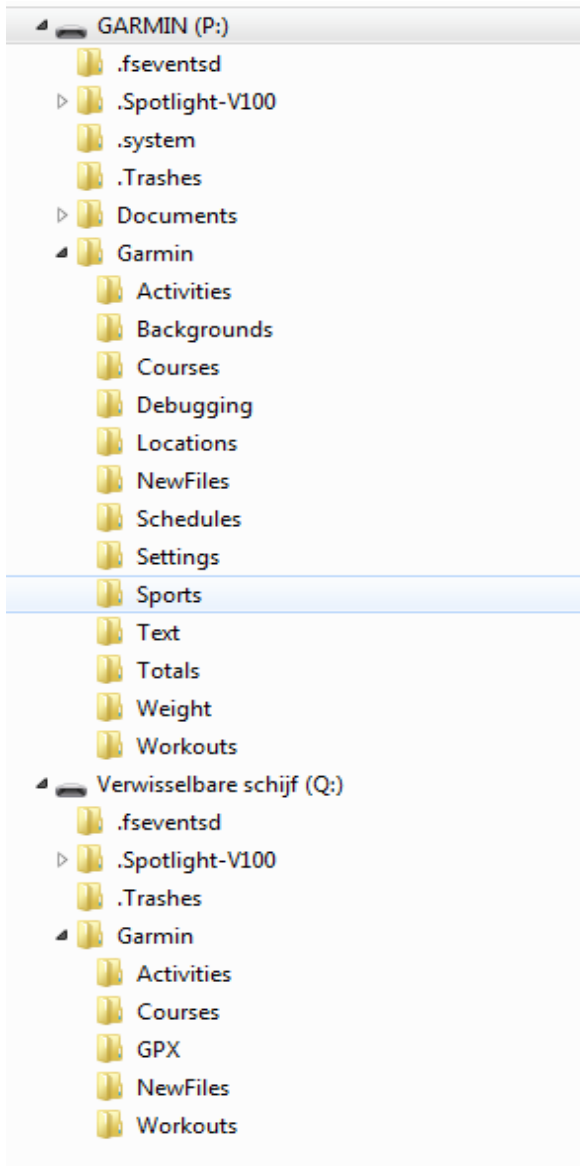 GARMIN (P:)
.fseventsd
.Spotlight-V100
.system
.Trashes
Documents
Garmin
Activities
Backgrounds
Courses
Debugging
Locations
NewFiles
Schedules
Settings
Sports
Text
Totals
Weight
Workouts
Verwisselbare schijf (Q:)
.fseventsd
.Spotlight-V100
.Trashes
Garmin
Activities
Courses
GPX
NewFiles
Workouts